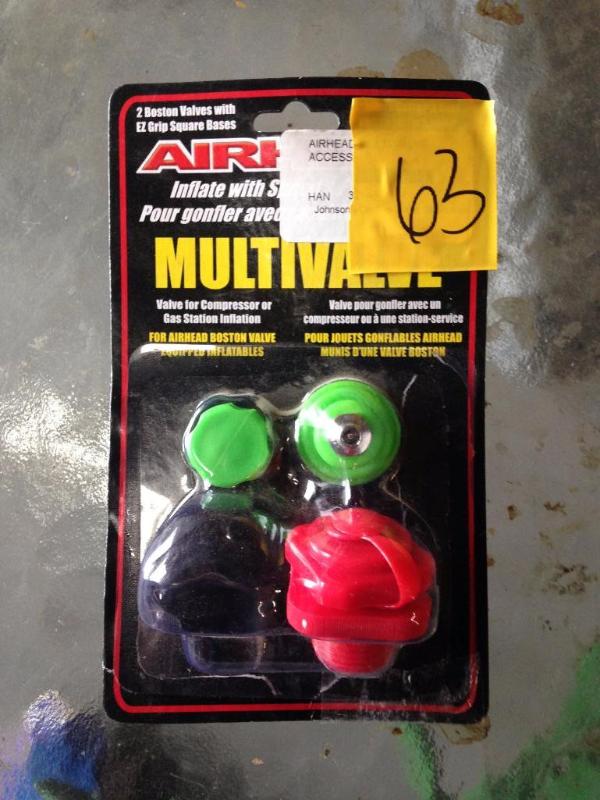 2 Boston Valves with
EZ Grip Square Bases
AIRHEAD
ACCESS
HAN 3
Johnson
63
Inflate with
Pour gonfler avec
MULTIVALVE
Valve for Compressor or
Gas Station Inflation
FOR AIRHEAD BOSTON VALVE
EQUIPPED INFLATABLES
Valve pour gonfler avec un
compresseur ou à une station-service
POUR JOUETS GONFLABLES AIRHEAD
MUNIS D'UNE VALVE BOSTON